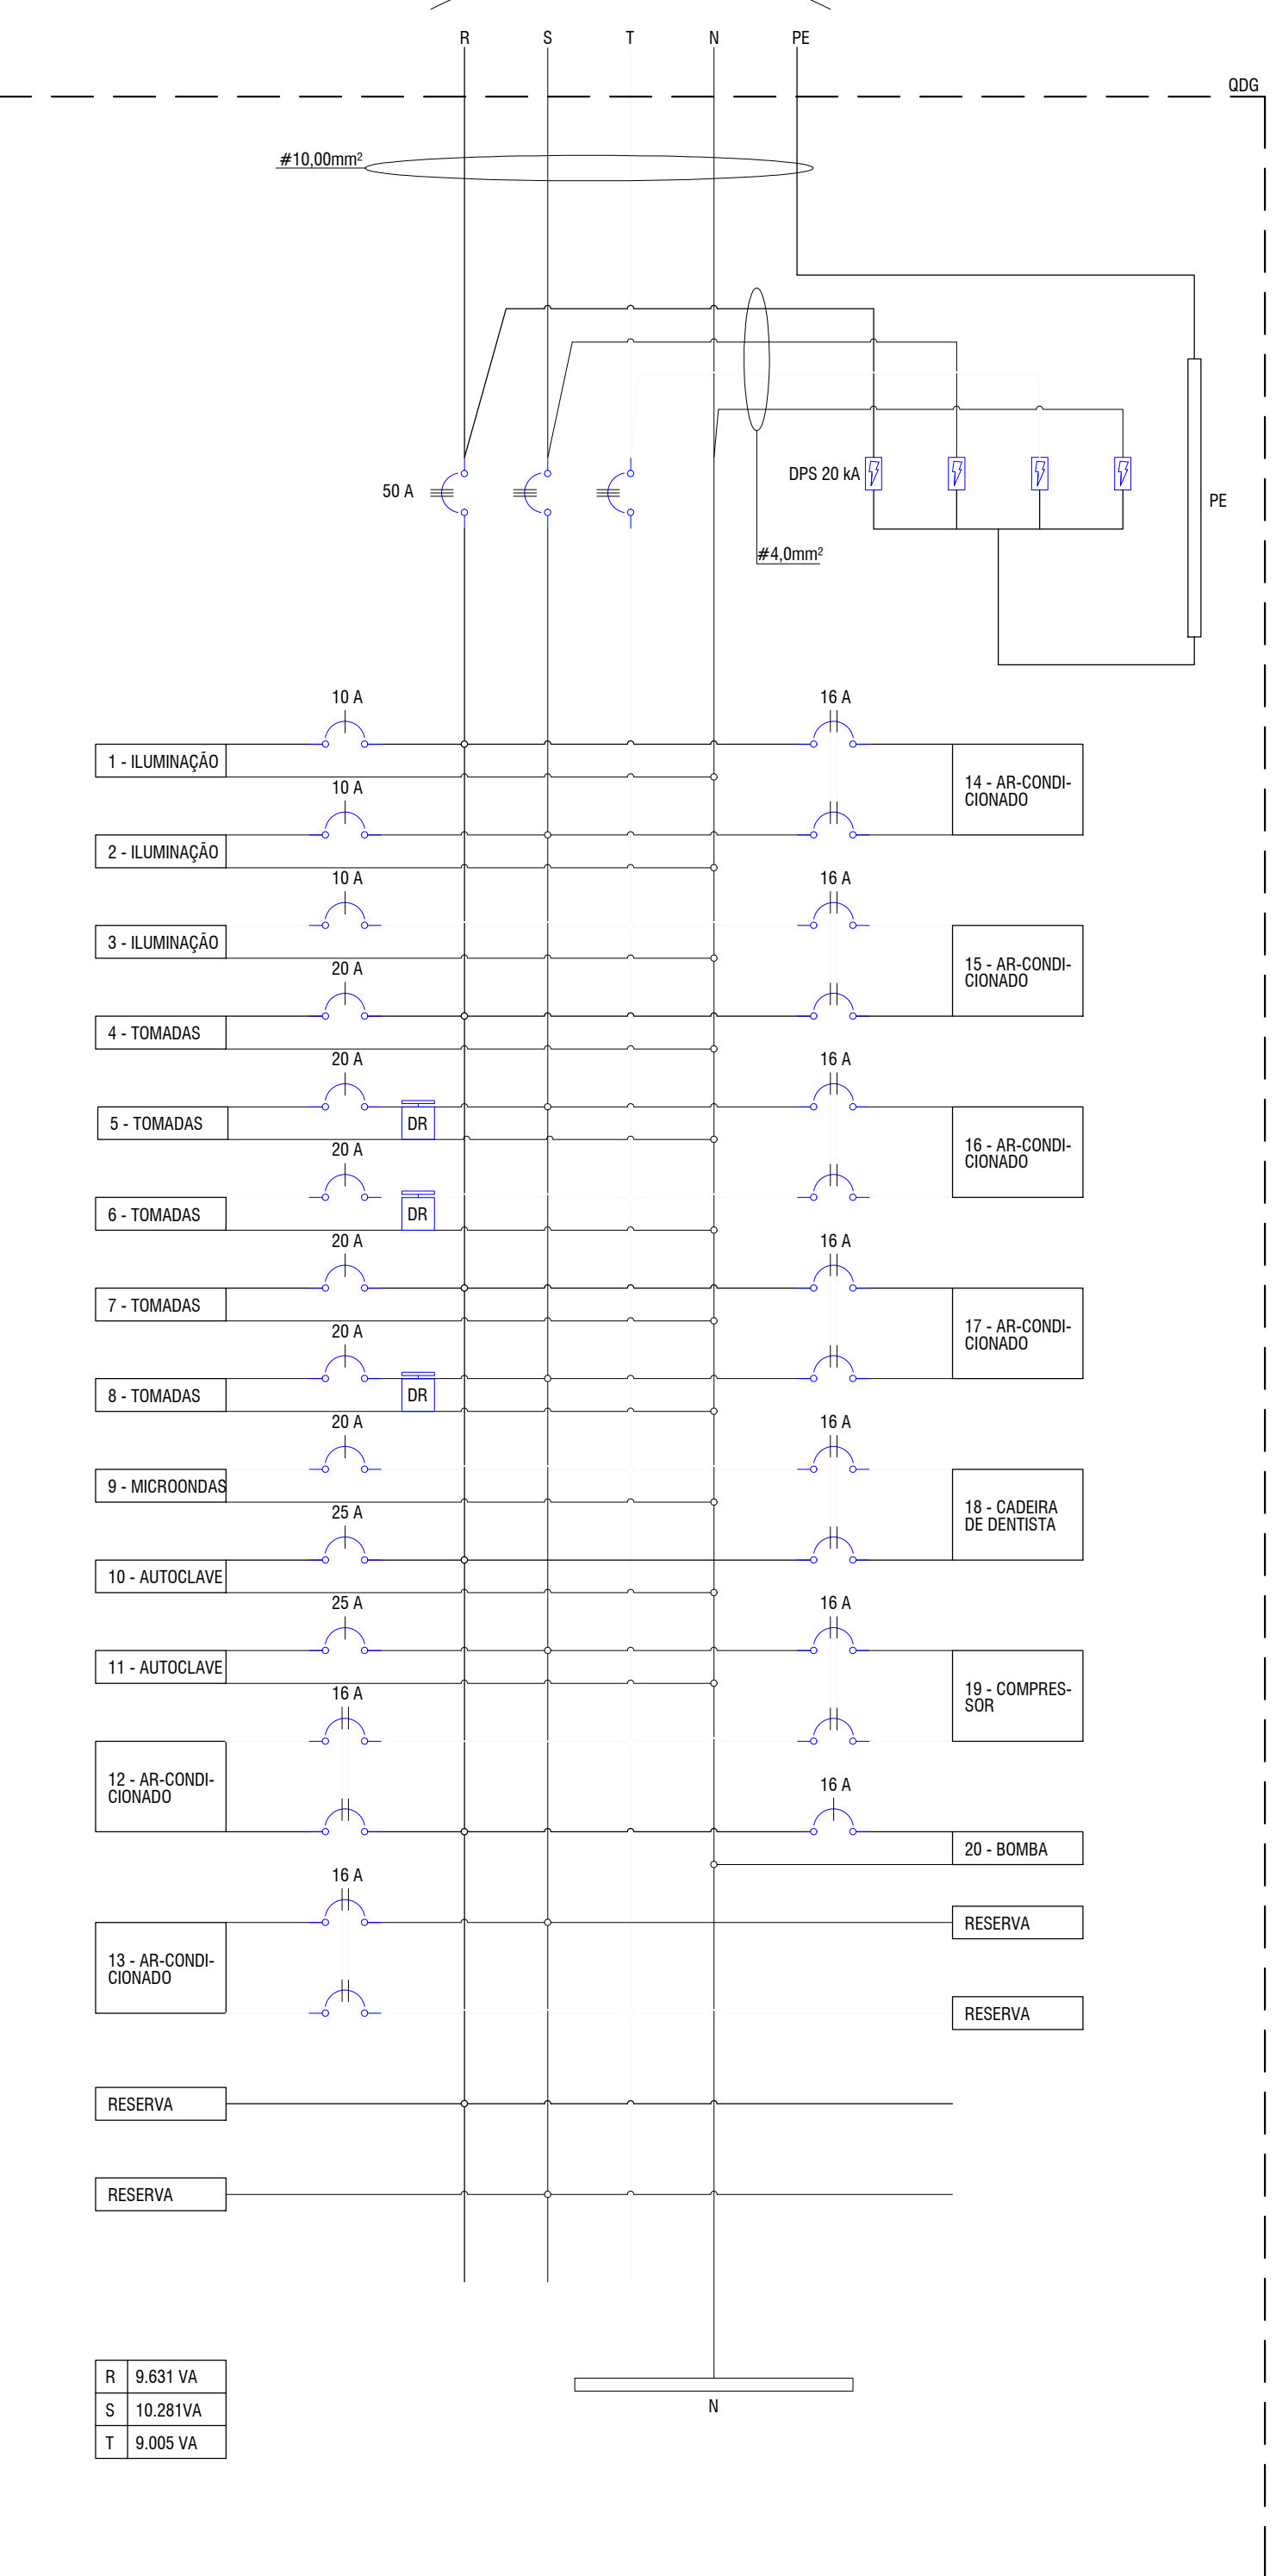 R S T N PE
QDG
#10,00mm²
50 A
DPS 20 kA
PE
#4,0mm²
10 A
16 A
1 - ILUMINAÇÃO
14 - AR-CONDI-
CIONADO
10 A
2 - ILUMINAÇÃO
10 A
16 A
3 - ILUMINAÇÃO
15 - AR-CONDI-
CIONADO
20 A
4 - TOMADAS
20 A
16 A
5 - TOMADAS
DR
16 - AR-CONDI-
CIONADO
20 A
6 - TOMADAS
DR
20 A
16 A
7 - TOMADAS
17 - AR-CONDI-
CIONADO
20 A
8 - TOMADAS
DR
20 A
16 A
9 - MICROONDAS
18 - CADEIRA
DE DENTISTA
25 A
10 - AUTOCLAVE
25 A
16 A
11 - AUTOCLAVE
19 - COMPRES-
SOR
16 A
12 - AR-CONDI-
CIONADO
16 A
20 - BOMBA
16 A
RESERVA
13 - AR-CONDI-
CIONADO
RESERVA
RESERVA
RESERVA
R 9.631 VA
S 10.281VA
T 9.005 VA
N